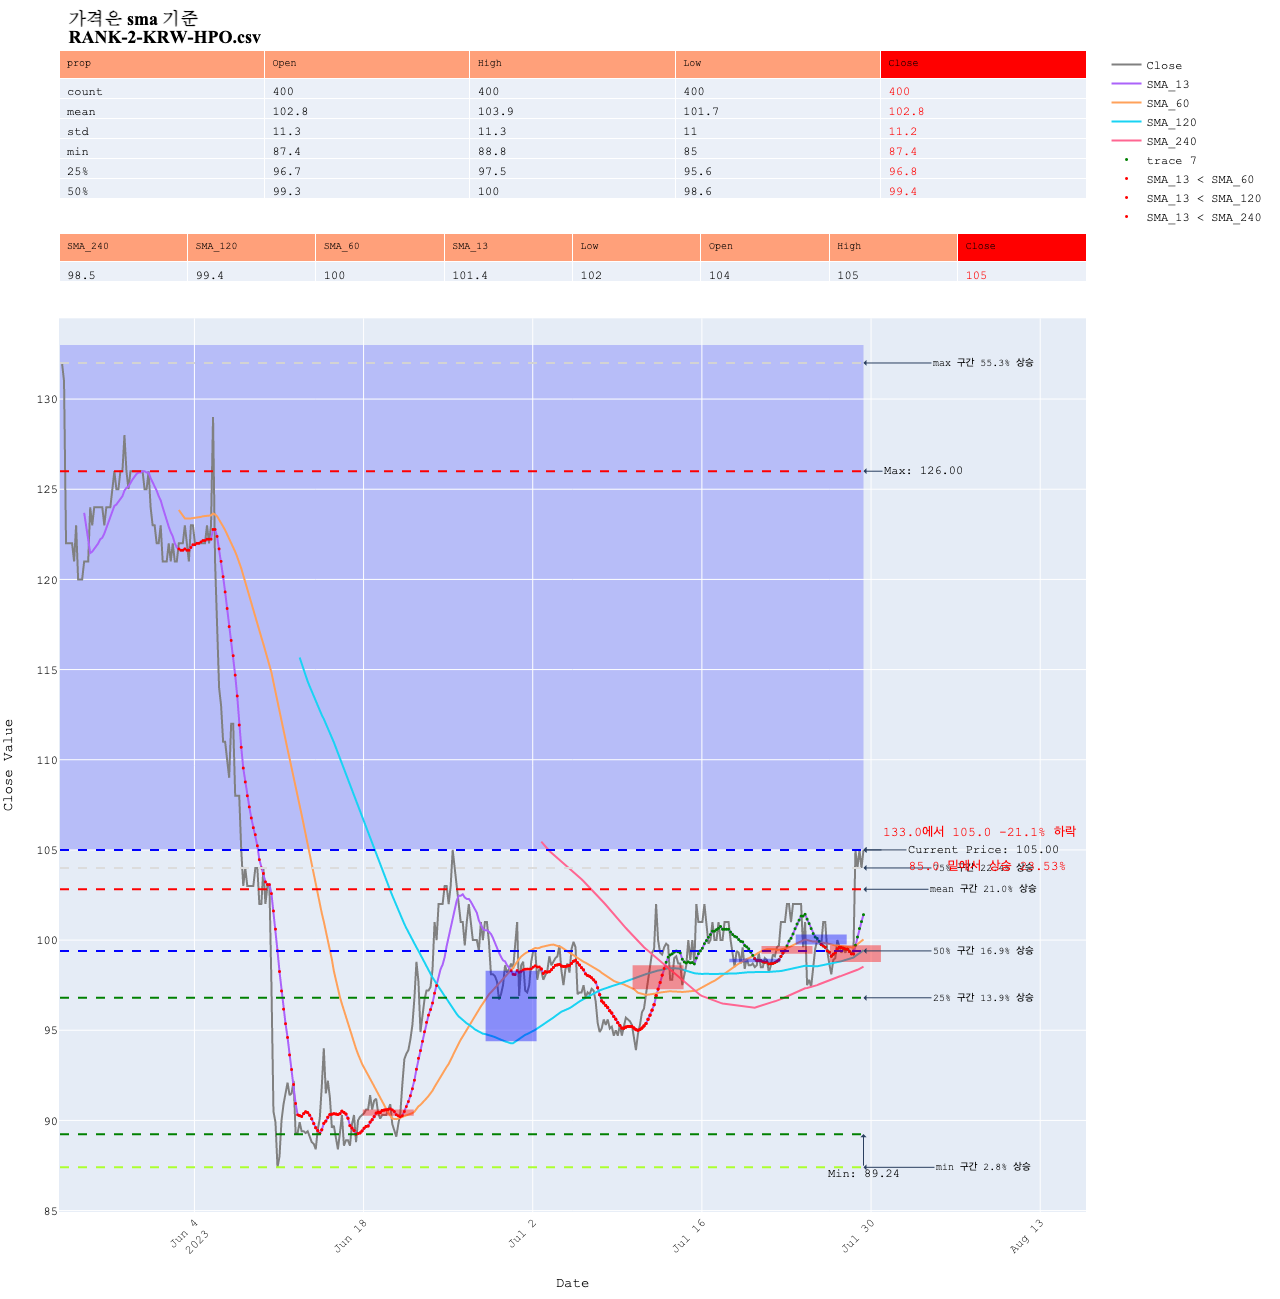 가격은 sma 기준
RANK-2-KRW-HPO.csv
prop Open High Low Close
count 400 400 400 400
mean 102.8 103.9 101.7 102.8
std 11.3 11.3 11 11.2
min 87.4 88.8 85 87.4
25% 96.7 97.5 95.6 96.8
50% 99.3 100 98.6 99.4
SMA_240 SMA_120 SMA_60 SMA_13 Low Open High Close
98.5 99.4 100 101.4 102 104 105 105
Close
SMA_13
SMA_60
SMA_120
SMA_240
trace 7
SMA_13 < SMA_60
SMA_13 < SMA_120
SMA_13 < SMA_240
max 구간 55.3% 상승
Max: 126.00
133.0에서 105.0 -21.1% 하락
Current Price: 105.00
85.0 밑에서 상승 23.53%
mean 구간 21.0% 상승
50% 구간 16.9% 상승
25% 구간 13.9% 상승
min 구간 2.8% 상승
Min: 89.24
130
125
120
115
110
105
100
95
90
85
Close Value
Jun 4
2023
Jun 18
Jul 2
Jul 16
Jul 30
Aug 13
Date